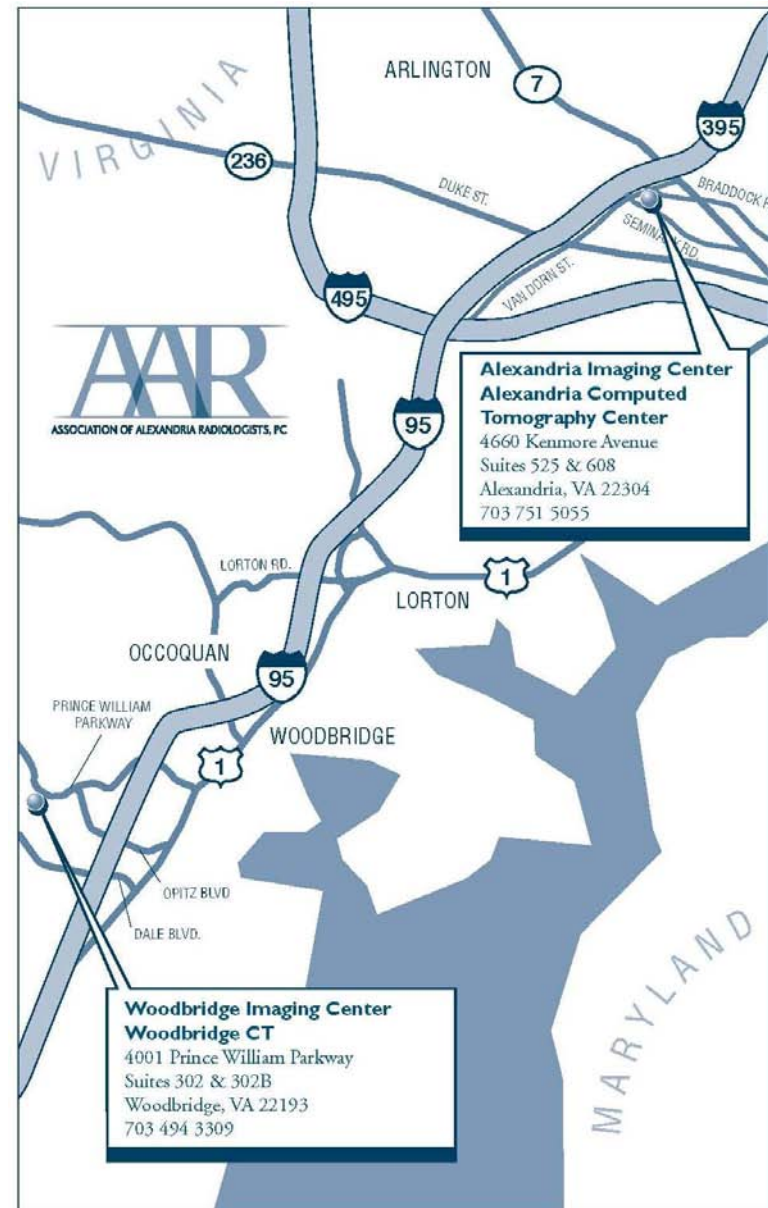 ARLINGTON
7
395
VIRGINIA
236
DUKE ST.
BRADDOCK R
SEMINARY RD.
VAN DORN ST.
495
AAR
ASSOCIATION OF ALEXANDRIA RADIOLOGISTS, PC
95
Alexandria Imaging Center
Alexandria Computed
Tomography Center
4660 Kenmore Avenue
Suites 525 & 608
Alexandria, VA 22304
703 751 5055
LORTON RD.
1
LORTON
OCCOQUAN
95
PRINCE WILLIAM
PARKWAY
WOODBRIDGE
1
OPITZ BLVD
DALE BLVD.
MARYLAND
Woodbridge Imaging Center
Woodbridge CT
4001 Prince William Parkway
Suites 302 & 302B
Woodbridge, VA 22193
703 494 3309